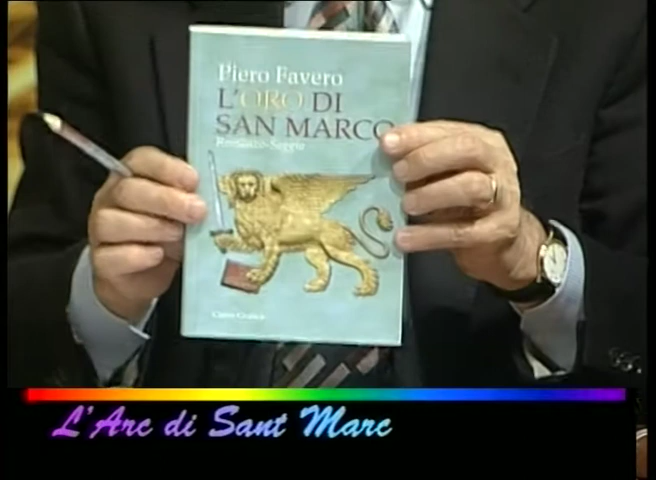 Piero Favero
L'ORO DI
SAN MARCO
Romanzo-Saggio
L'Arc di Sant Marc